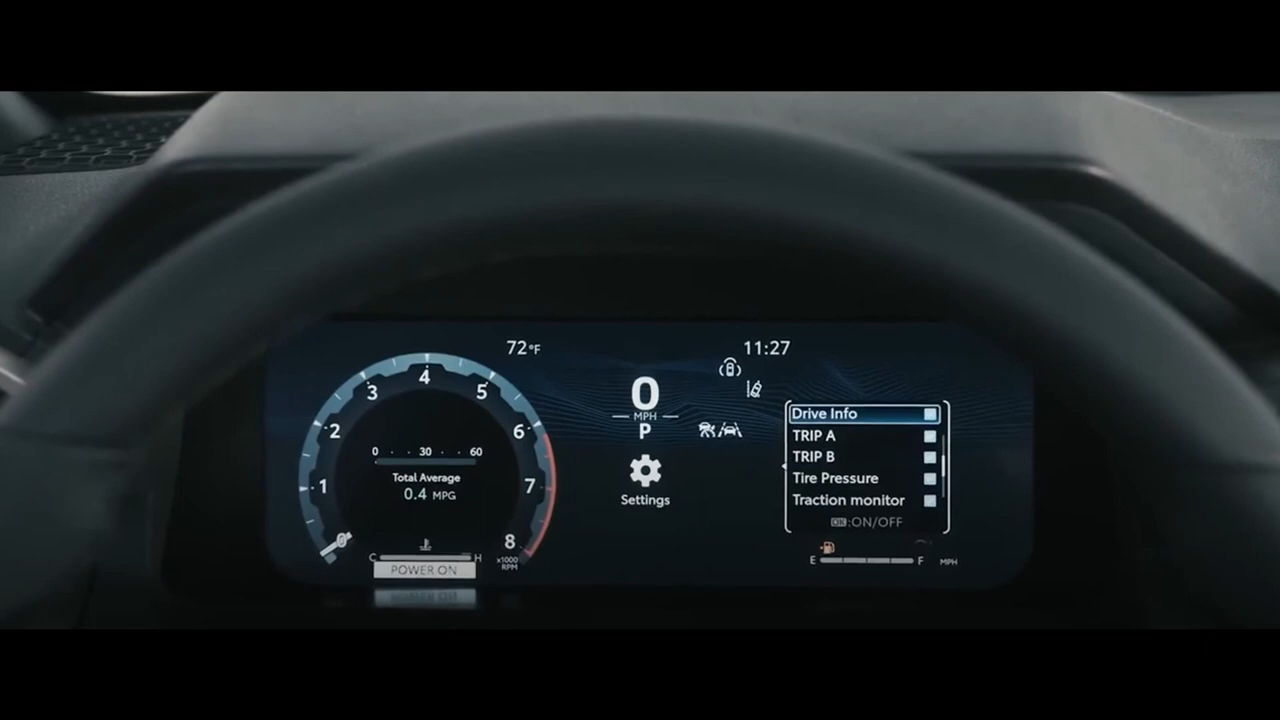 72°F
11:27
0
MPH
P
Settings
0
1
2
3
4
5
6
7
8
x1000
RPM
0 30 60
Total Average
0.4 MPG
C H
POWER ON
Drive Info
TRIP A
TRIP B
Tire Pressure
Traction monitor
OK:ON/OFF
E F
MPH